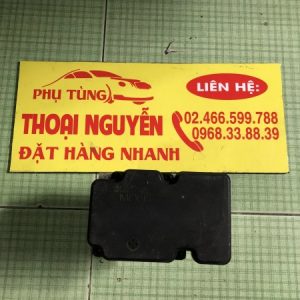 PHỤ TÙNG
LIÊN HỆ:
THOẠI NGUYỄN
02.466.599.788
0968.33.88.39
ĐẶT HÀNG NHANH